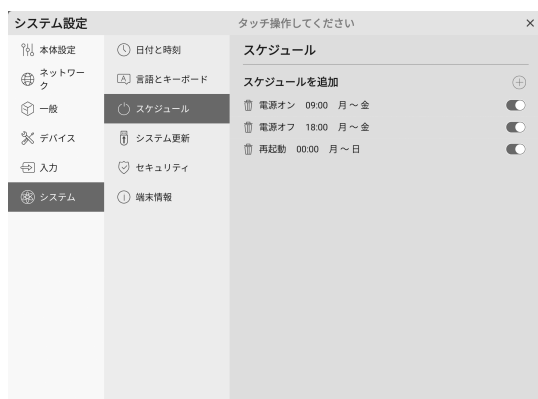 システム設定
タッチ操作してください
×
本体設定
ネットワー
ク
一般
デバイス
入力
システム
日付と時刻
A
言語とキーボード
スケジュール
システム更新
セキュリティ
端末情報
スケジュール
スケジュールを追加
電源オン 09:00 月～金
電源オフ 18:00 月～金
再起動 00:00 月～日